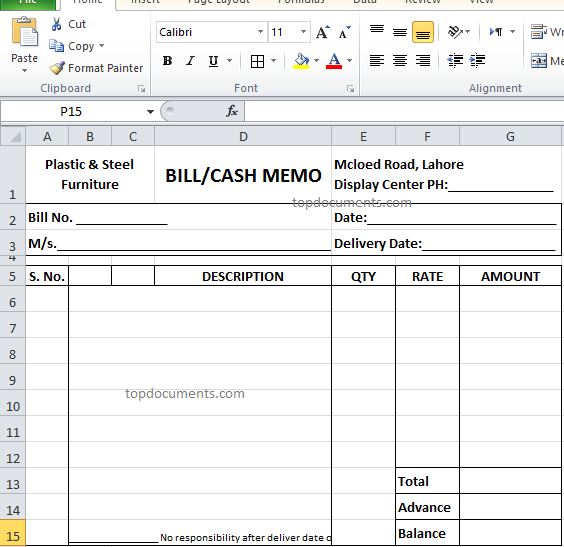 File Home Insert Page Layout Formulas Data Review View
Cut
Copy
Paste
Format Painter
Clipboard
Calibri 11 A A
B I U A
Font
Alignment
P15 fx
A B C D E F G
1 Plastic & Steel Furniture BILL/CASH MEMO Mcloed Road, Lahore
Display Center PH:
topdocuments.com
2 Bill No. Date:
3 M/s. Delivery Date:
4
5 S. No. DESCRIPTION QTY RATE AMOUNT
6
7
8
9
topdocuments.com
10
11
12
13 Total
14 Advance
15 No responsibility after deliver date o Balance